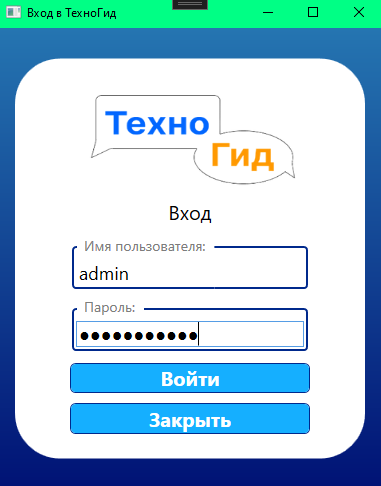 Вход в ТехноГид
Техно
Гид
Вход
Имя пользователя:
admin
Пароль:
●●●●●●●●●●●
Войти
Закрыть